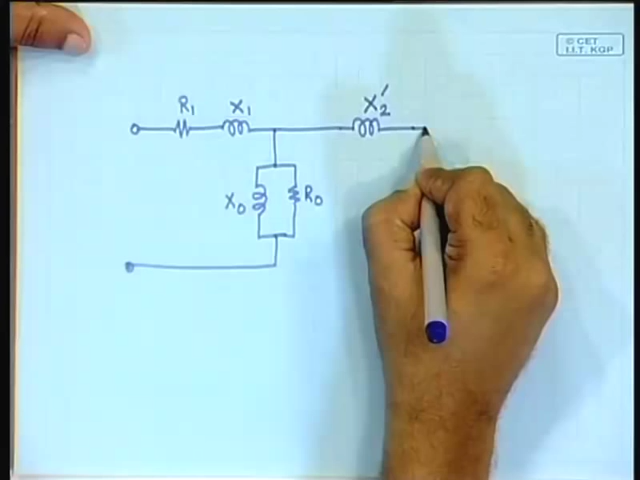 © CET
I.I.T. KGP
R₁ X₁ X₂′
X₀ R₀